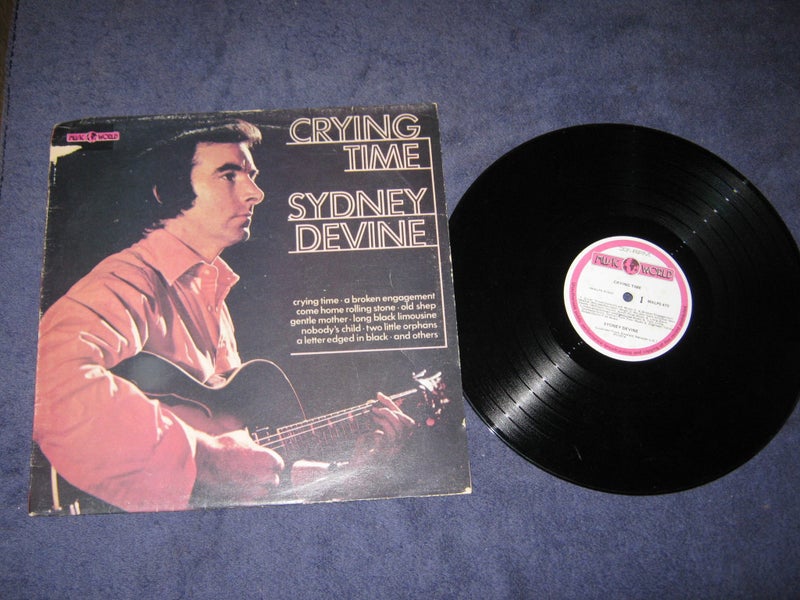 MUSIC WORLD
CRYING
TIME
SYDNEY
DEVINE
crying time · a broken engagement
come home rolling stone · old shep
gentle mother · long black limousine
nobody's child · two little orphans
a letter edged in black · and others
MUSIC WORLD
CRYING TIME
1
SYDNEY DEVINE